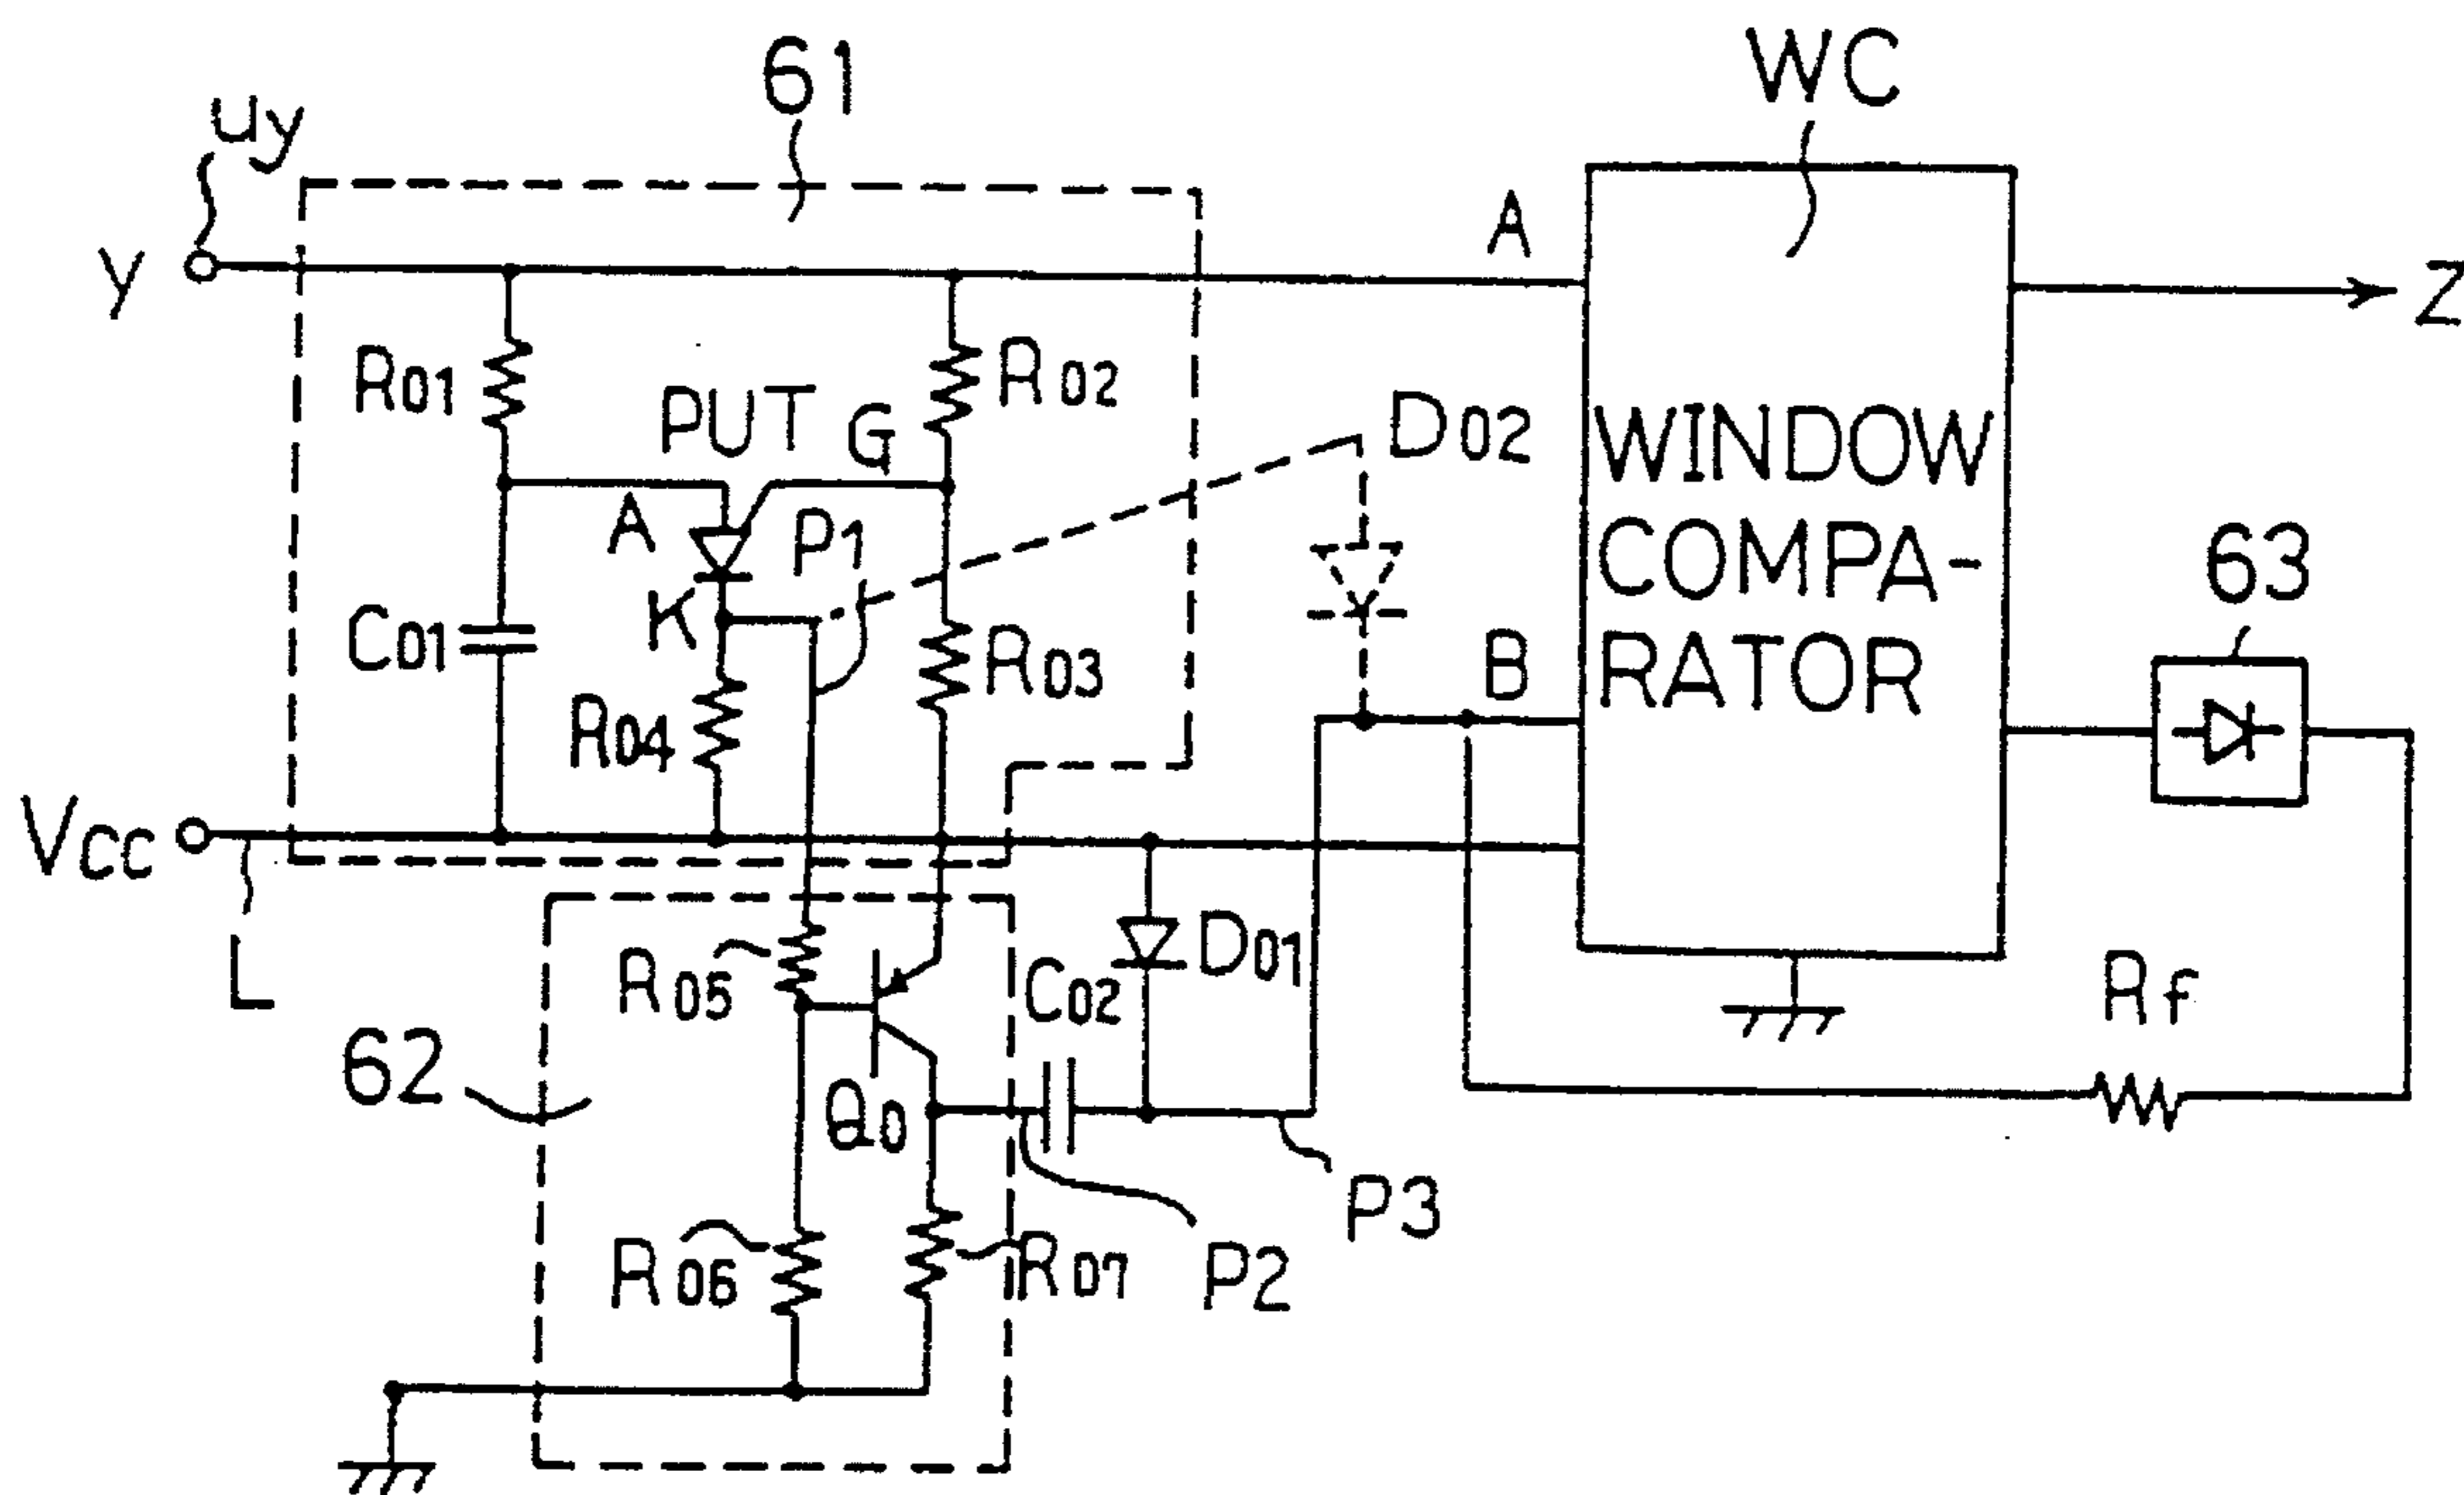 61
WC
uy
y
A
Z
R01
PUT
G
R02
D02
WINDOW
COMPA-
RATOR
A
P1
K
C01
R03
B
63
R04
Vcc
L
R05
D01
C02
Rf
62
Q0
P3
R06
R07
P2